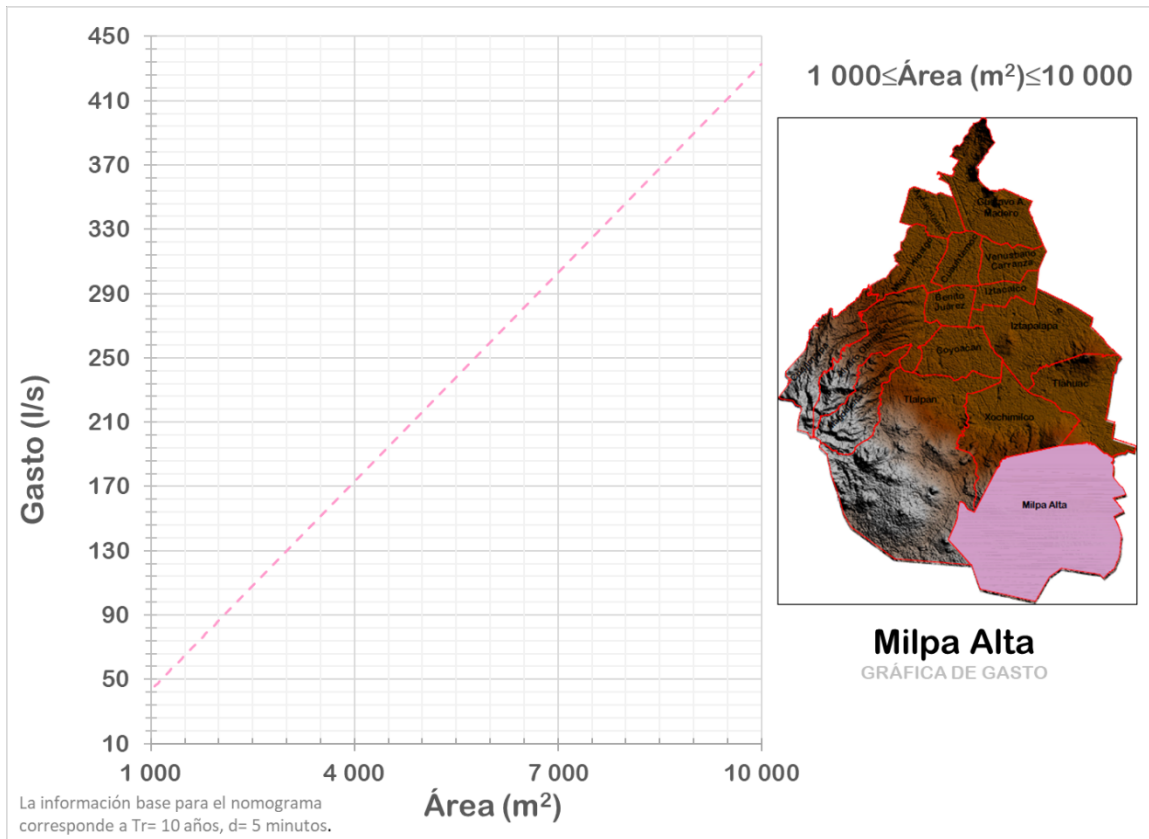 450
410
370
330
290
250
210
170
130
90
50
10
Gasto (l/s)
1 000
4 000
7 000
10 000
Área (m²)
La información base para el nomograma
corresponde a Tr= 10 años, d= 5 minutos.
1 000≤Área (m²)≤10 000
Gustavo A.
Madero
Miguel Hidalgo
Cuauhtémoc
Venustiano
Carranza
Iztacalco
Benito
Juárez
Iztapalapa
Coyoacán
Tláhuac
Tlalpan
Xochimilco
Milpa Alta
Milpa Alta
GRÁFICA DE GASTO